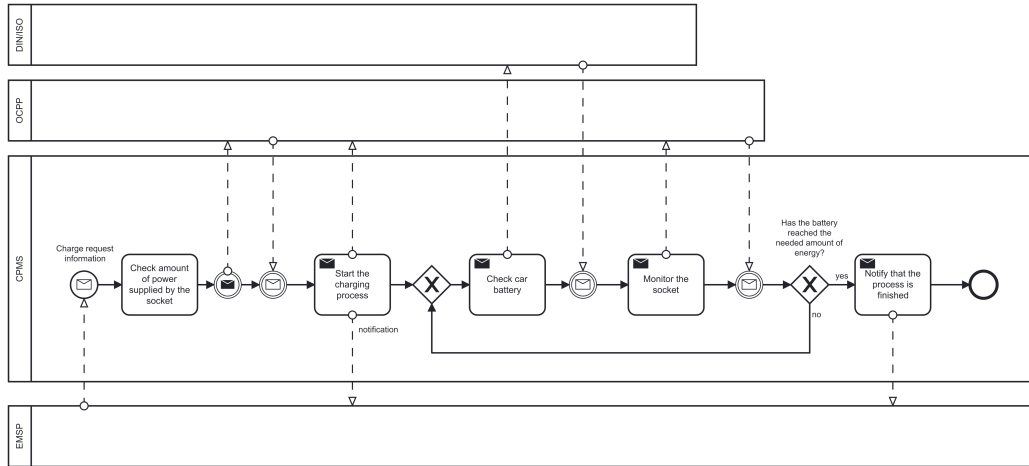 DIN/ISO
OCPP
CPMS
Charge request
information
Check amount
of power
supplied by the
socket
Start the
charging
process
notification
Check car
battery
Monitor the
socket
Has the battery
reached the
needed amount of
energy?
yes
no
Notify that the
process is
finished
EMSP